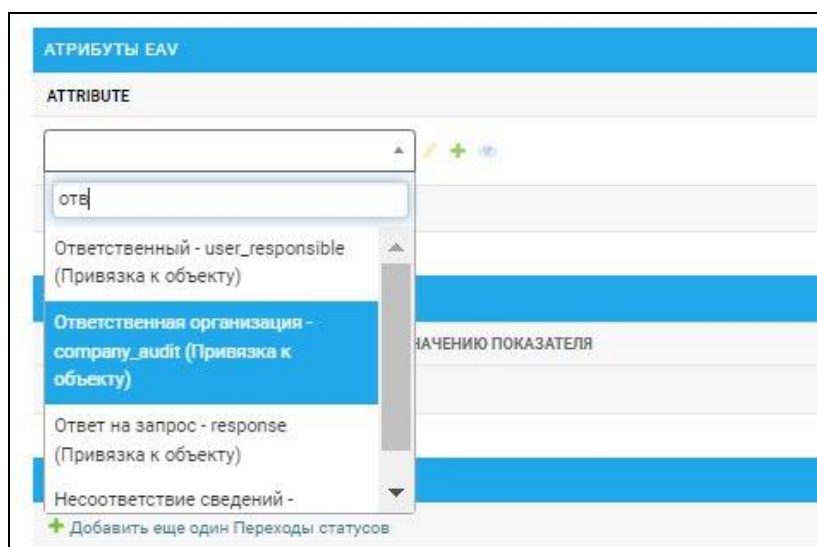 АТРИБУТЫ EAV
ATTRIBUTE
отв
Ответственный - user_responsible
(Привязка к объекту)
Ответственная организация -
company_audit (Привязка к
объекту)
НАЧЕНИЮ ПОКАЗАТЕЛЯ
Ответ на запрос - response
(Привязка к объекту)
Несоответствие сведений -
Добавить еще один Переходы статусов